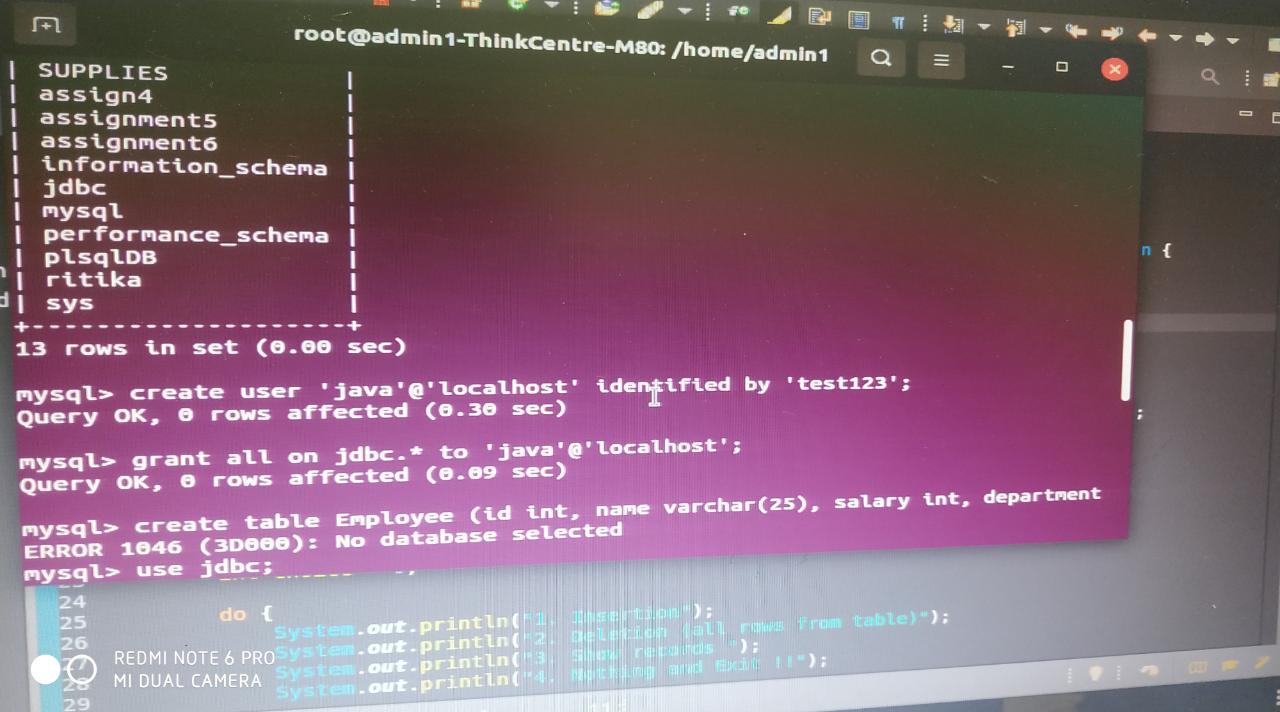 root@admin1-ThinkCentre-M80: /home/admin1
| SUPPLIES |
| assign4 |
| assignment5 |
| assignment6 |
| information_schema |
| jdbc |
| mysql |
| performance_schema |
| plsqlDB |
| ritika |
| sys |
+--------------------+
13 rows in set (0.00 sec)
mysql> create user 'java'@'localhost' identified by 'test123';
Query OK, 0 rows affected (0.30 sec)
mysql> grant all on jdbc.* to 'java'@'localhost';
Query OK, 0 rows affected (0.09 sec)
mysql> create table Employee (id int, name varchar(25), salary int, department
ERROR 1046 (3D000): No database selected
mysql> use jdbc;
n {
;
24
25 do {
26 System.out.println("1. Insertion");
27 System.out.println("2. Deletion (all rows from table)");
28 System.out.println("3. Show records ");
29 System.out.println("4. Nothing and Exit !!");
REDMI NOTE 6 PRO
MI DUAL CAMERA